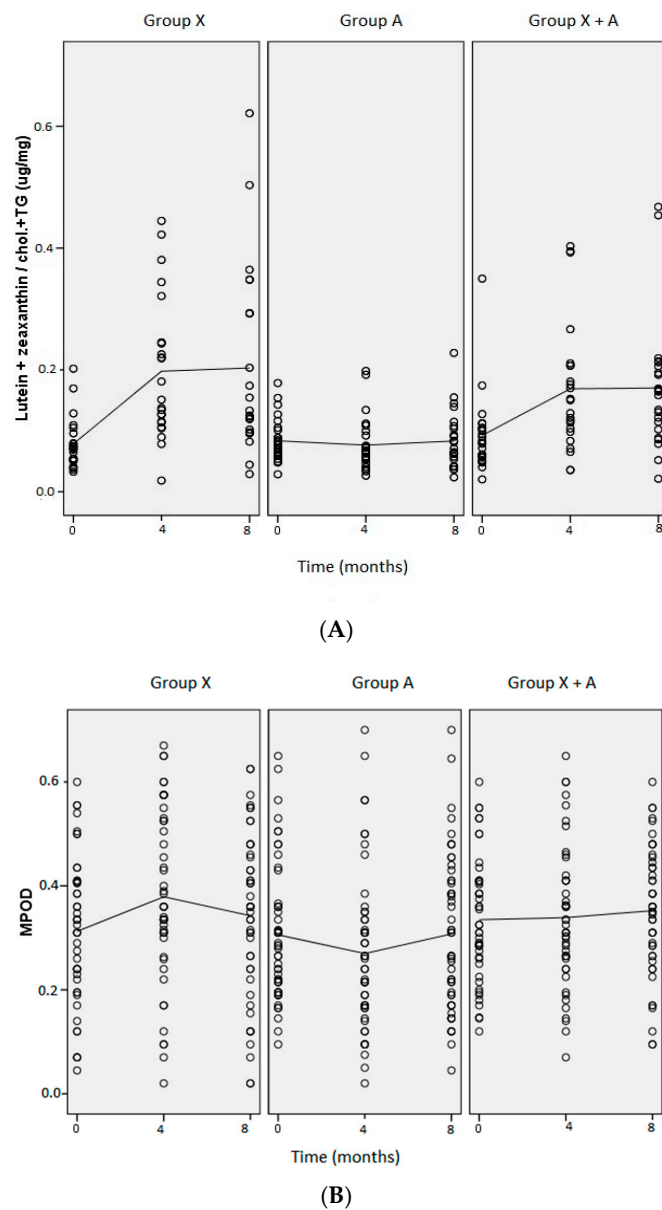 Group X Group A Group X + A
Lutein + zeaxanthin / chol.+TG (ug/mg)
0.6
0.4
0.2
0.0
0 4 8 0 4 8 0 4 8
Time (months)
(A)
Group X Group A Group X + A
MPOD
0.6
0.4
0.2
0.0
0 4 8 0 4 8 0 4 8
Time (months)
(B)